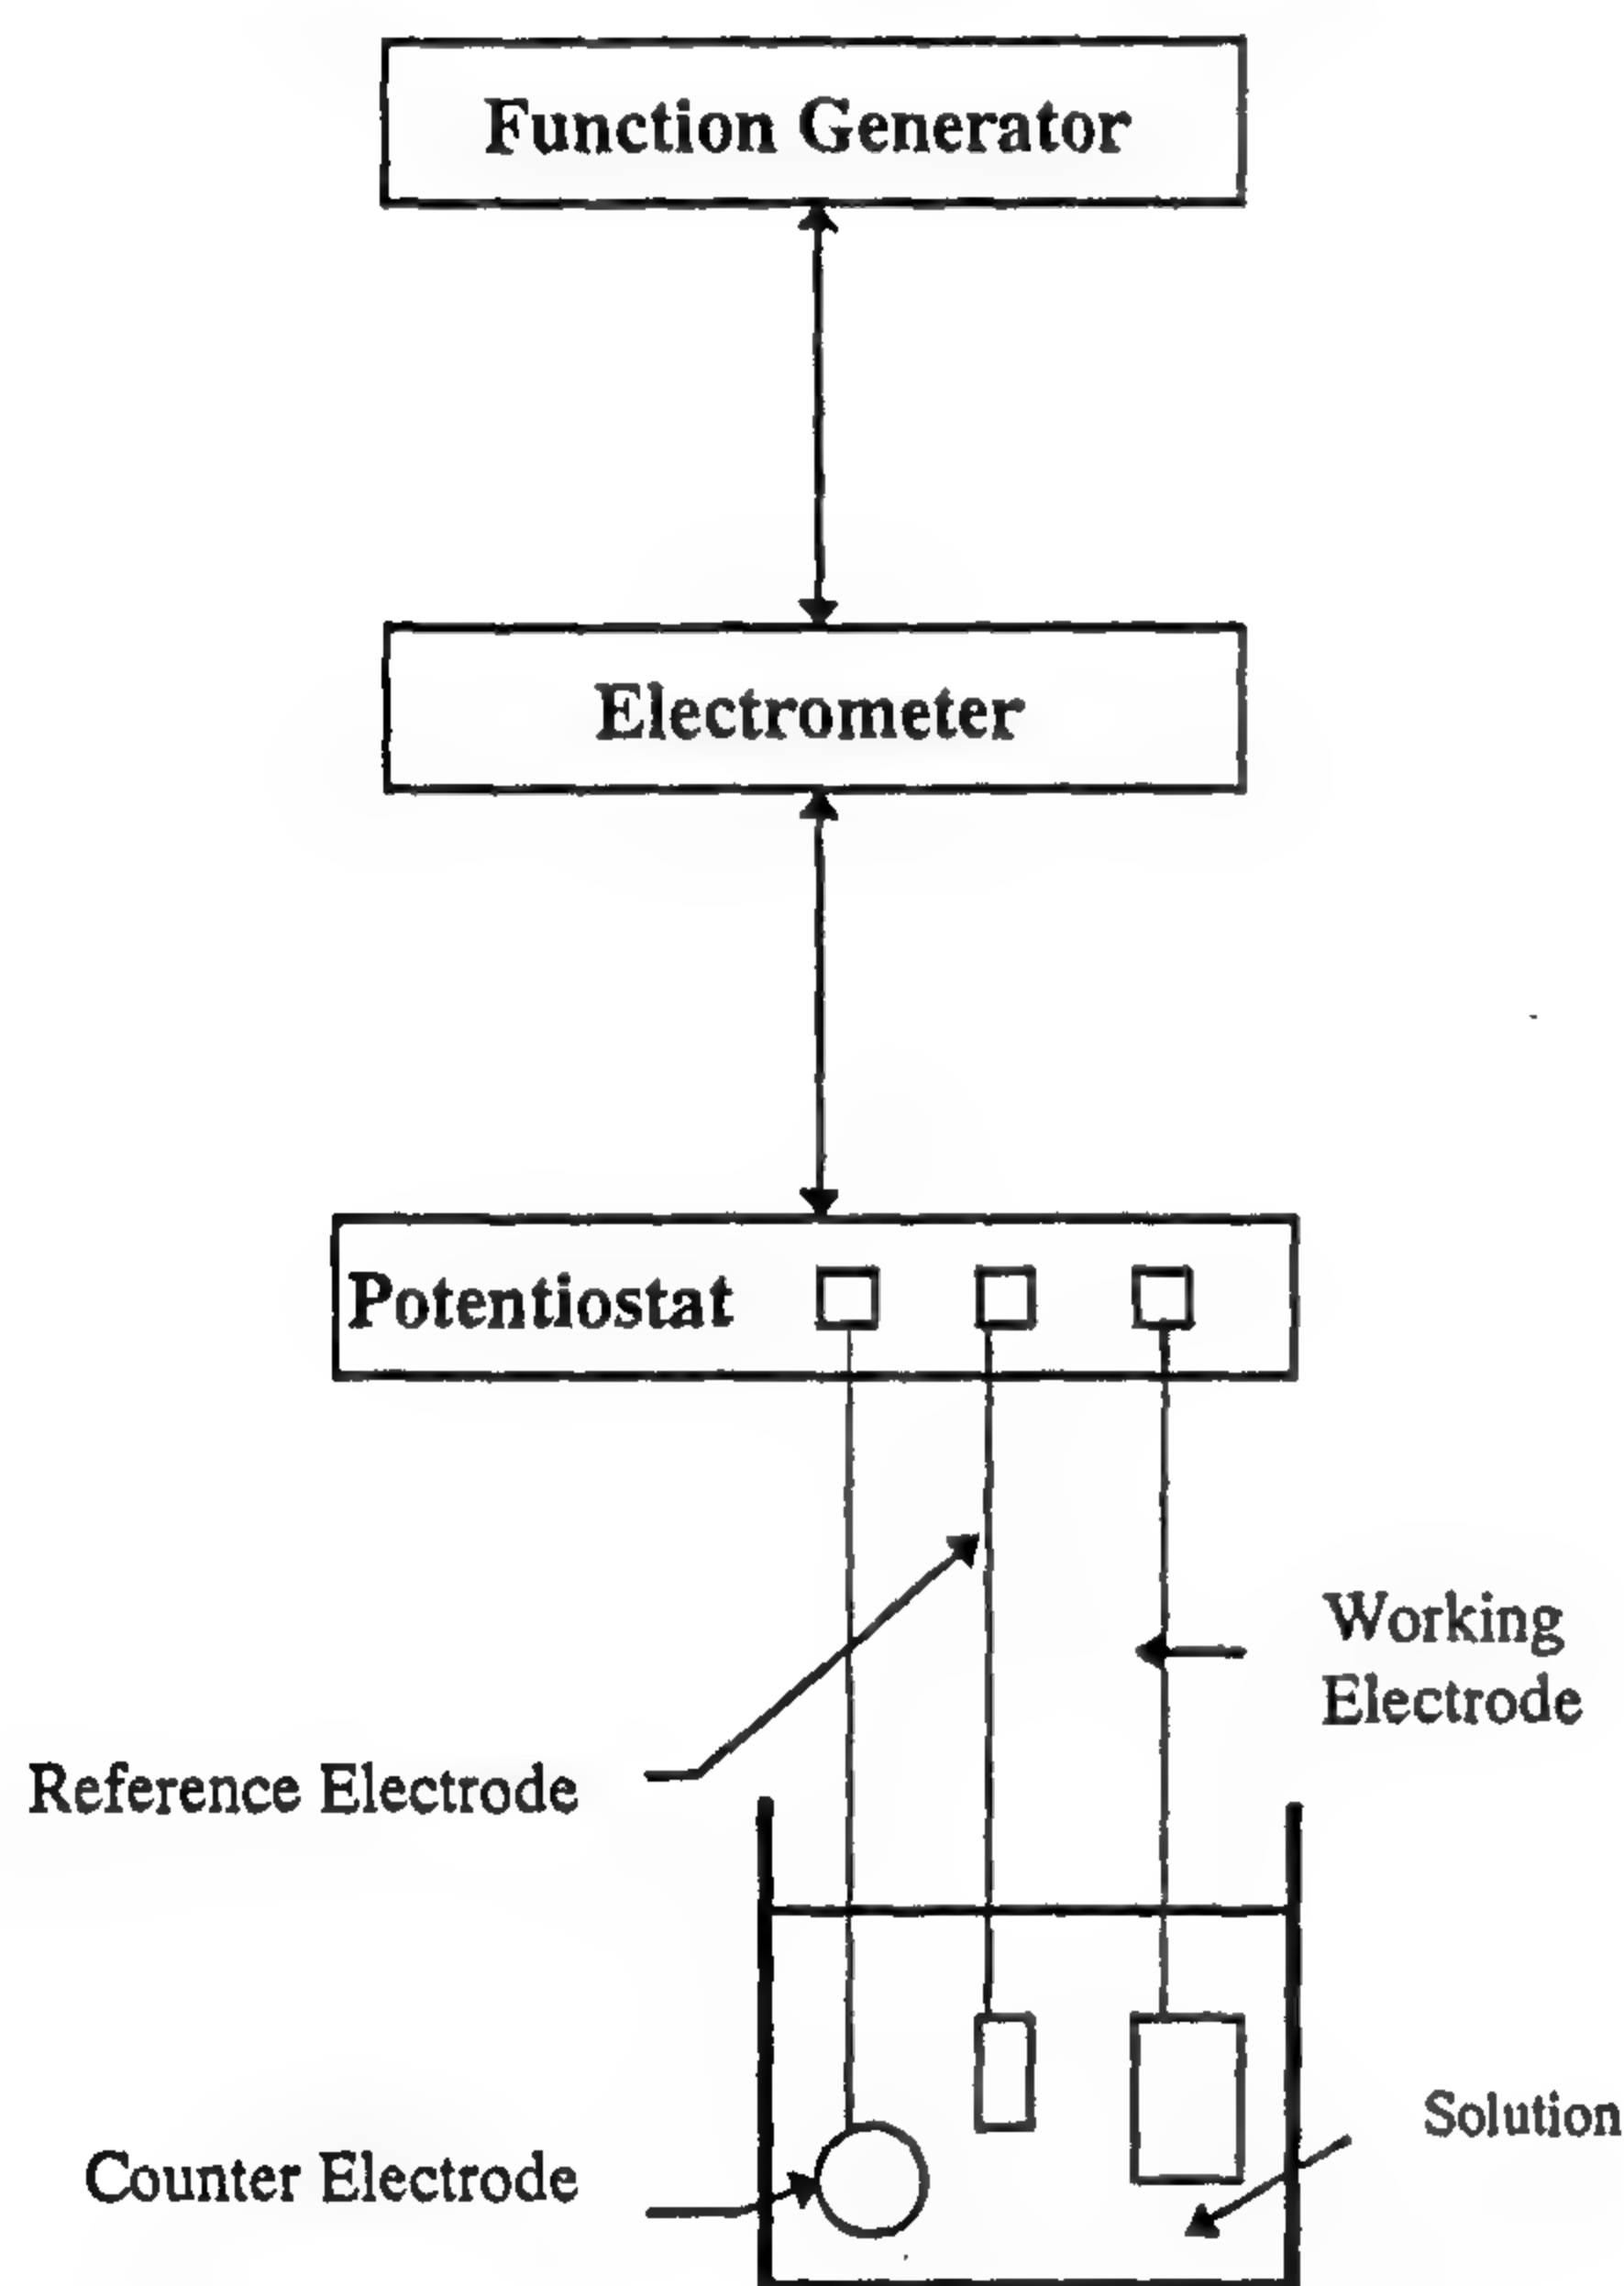 Function Generator
Electrometer
Potentiostat
Working
Electrode
Reference Electrode
Solution
Counter Electrode